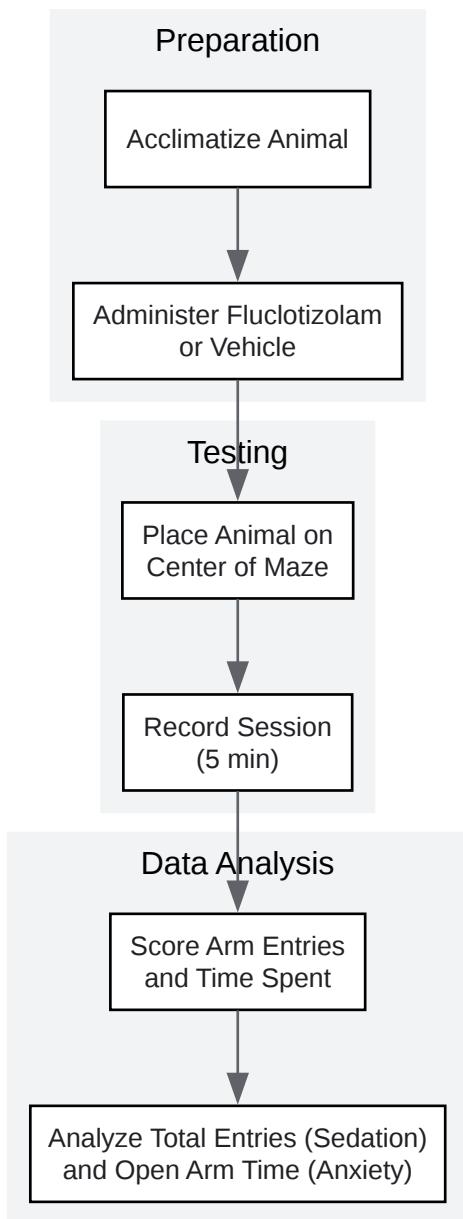 Preparation
Acclimatize Animal
Administer Fluclotizolam
or Vehicle
Testing
Place Animal on
Center of Maze
Record Session
(5 min)
Data Analysis
Score Arm Entries
and Time Spent
Analyze Total Entries (Sedation)
and Open Arm Time (Anxiety)